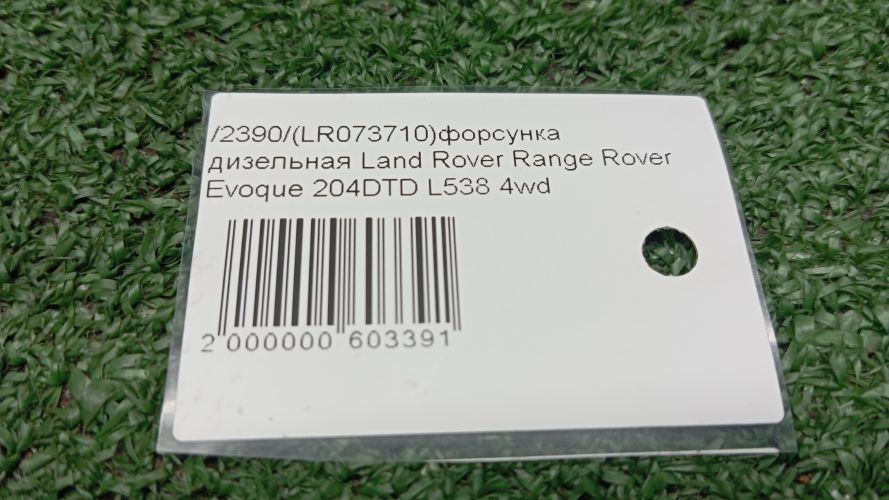 /2390/(LR073710)форсунка
дизельная Land Rover Range Rover
Evoque 204DTD L538 4wd
2 000000 603391